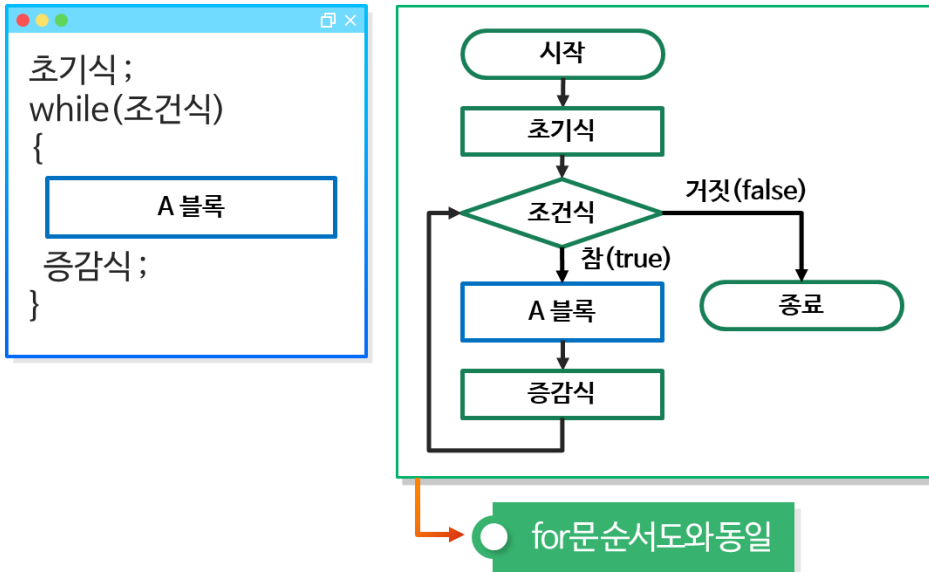 초기식;
while(조건식)
{
A 블록
증감식;
}
시작
초기식
조건식
거짓(false)
참(true)
A 블록
종료
증감식
for문 순서도와 동일